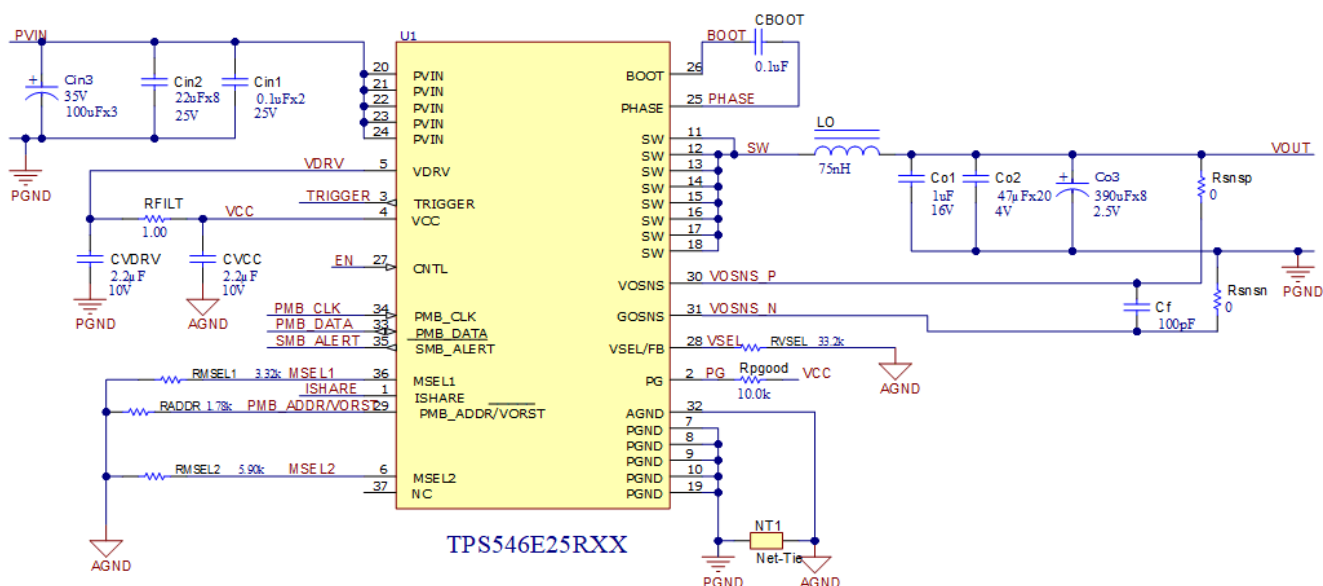 PVIN
Cin3
35V
100uFx3
Cin2
22uFx8
25V
Cin1
0.1uFx2
25V
PGND
VDRV
TRIGGER
RFILT
1.00
VCC
CVDRV
2.2µF
10V
PGND
CVCC
2.2µF
10V
AGND
EN
PMB_CLK
PMB_DATA
SMB_ALERT
RMSEL1 3.32k MSEL1
ISHARE
RADDR 1.78k PMB_ADDR/VORST
RMSEL2 5.90k MSEL2
AGND
U1
20 PVIN
21 PVIN
22 PVIN
23 PVIN
24 PVIN
5 VDRV
3 TRIGGER
4 VCC
27 CNTL
34 PMB_CLK
33 PMB_DATA
35 SMB_ALERT
36 MSEL1
1 ISHARE
29 PMB_ADDR/VORST
6 MSEL2
37 NC
BOOT 26
PHASE 25
SW 11
SW 12
SW 13
SW 14
SW 15
SW 16
SW 17
SW 18
VOSNS 30
GOSNS 31
VSEL/FB 28
PG 2
AGND 32
PGND 7
PGND 8
PGND 9
PGND 10
PGND 19
TPS546E25RXX
BOOT
CBOOT
0.1uF
PHASE
SW
LO
75nH
VOUT
Co1
1uF
16V
Co2
47µFx20
4V
Co3
390uFx8
2.5V
Rsnsp
0
PGND
VOSNS_P
VOSNS_N
Cf
100pF
Rsnsn
0
VSEL RVSEL 33.2k
AGND
PG Rpgood
10.0k
VCC
NT1
Net-Tie
PGND
AGND